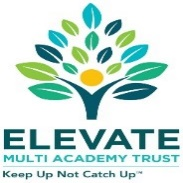 ELEVATE
MULTI ACADEMY TRUST
Keep Up Not Catch Up™